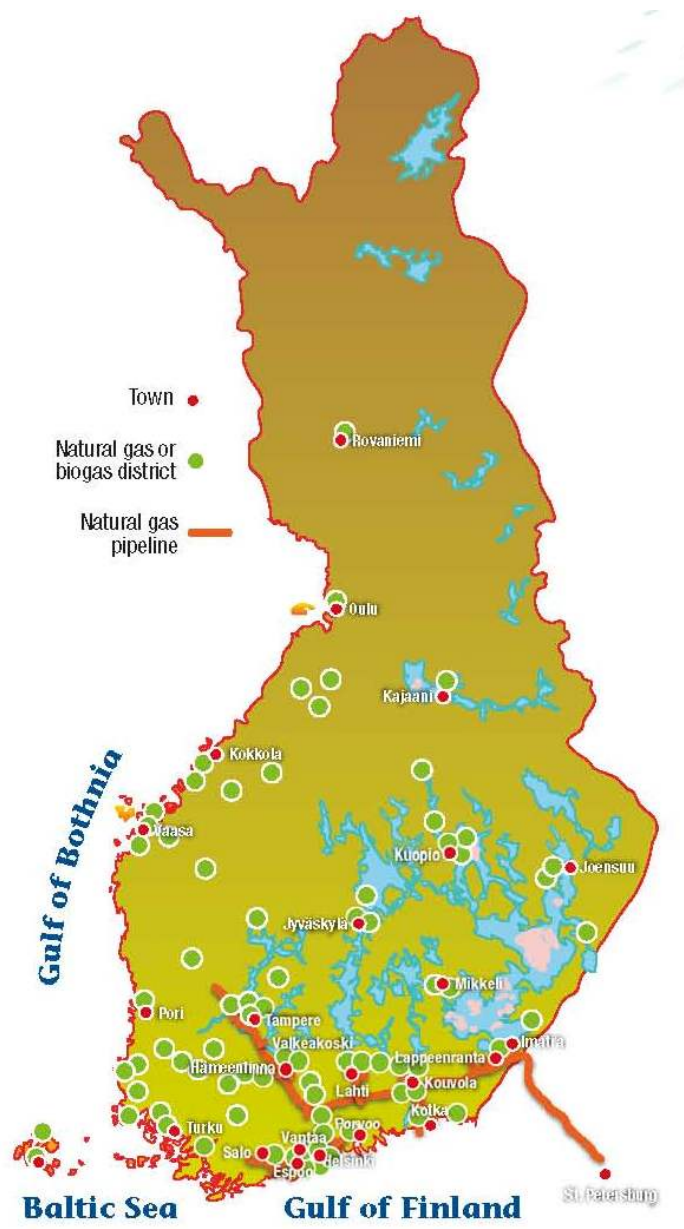 Town
Natural gas or
biogas district
Natural gas
pipeline
Rovaniemi
Oulu
Kajaani
Kokkola
Gulf of Bothnia
Vaasa
Kuopio
Joensuu
Jyväskylä
Mikkeli
Pori
Tampere
Valkeakoski
Imatra
Lappeenranta
Hämeenlinna
Lahti
Kouvola
Kotka
Porvoo
Turku
Vantaa
Salo
Helsinki
Espoo
St. Petersburg
Baltic Sea
Gulf of Finland